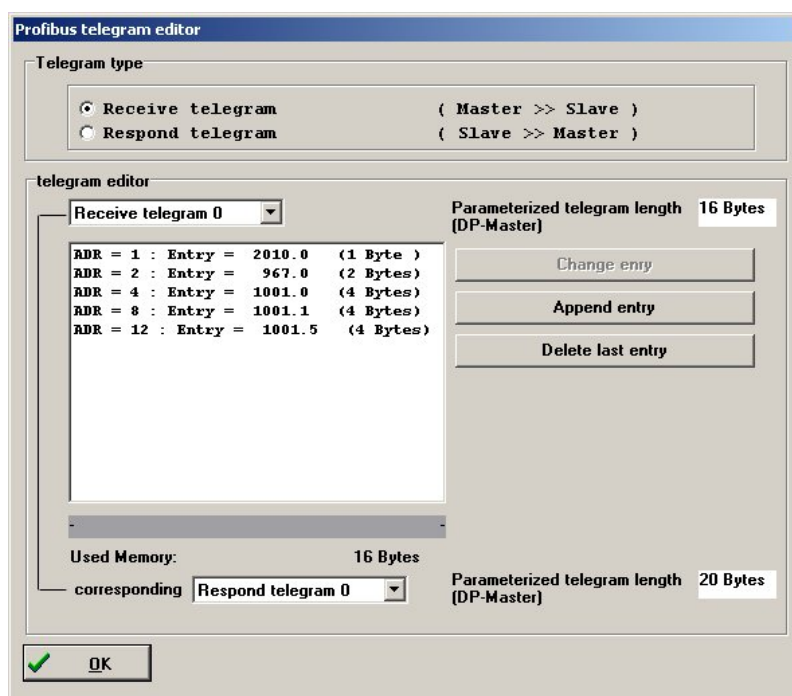 Profibus telegram editor
Telegram type
Receive telegram ( Master >> Slave )
Respond telegram ( Slave >> Master )
telegram editor
Receive telegram 0
Parameterized telegram length 16 Bytes
(DP-Master)
ADR = 1 : Entry = 2010.0 (1 Byte )
ADR = 2 : Entry = 967.0 (2 Bytes)
ADR = 4 : Entry = 1001.0 (4 Bytes)
ADR = 8 : Entry = 1001.1 (4 Bytes)
ADR = 12 : Entry = 1001.5 (4 Bytes)
Change enry
Append entry
Delete last entry
- -
Used Memory: 16 Bytes
corresponding Respond telegram 0
Parameterized telegram length 20 Bytes
(DP-Master)
OK